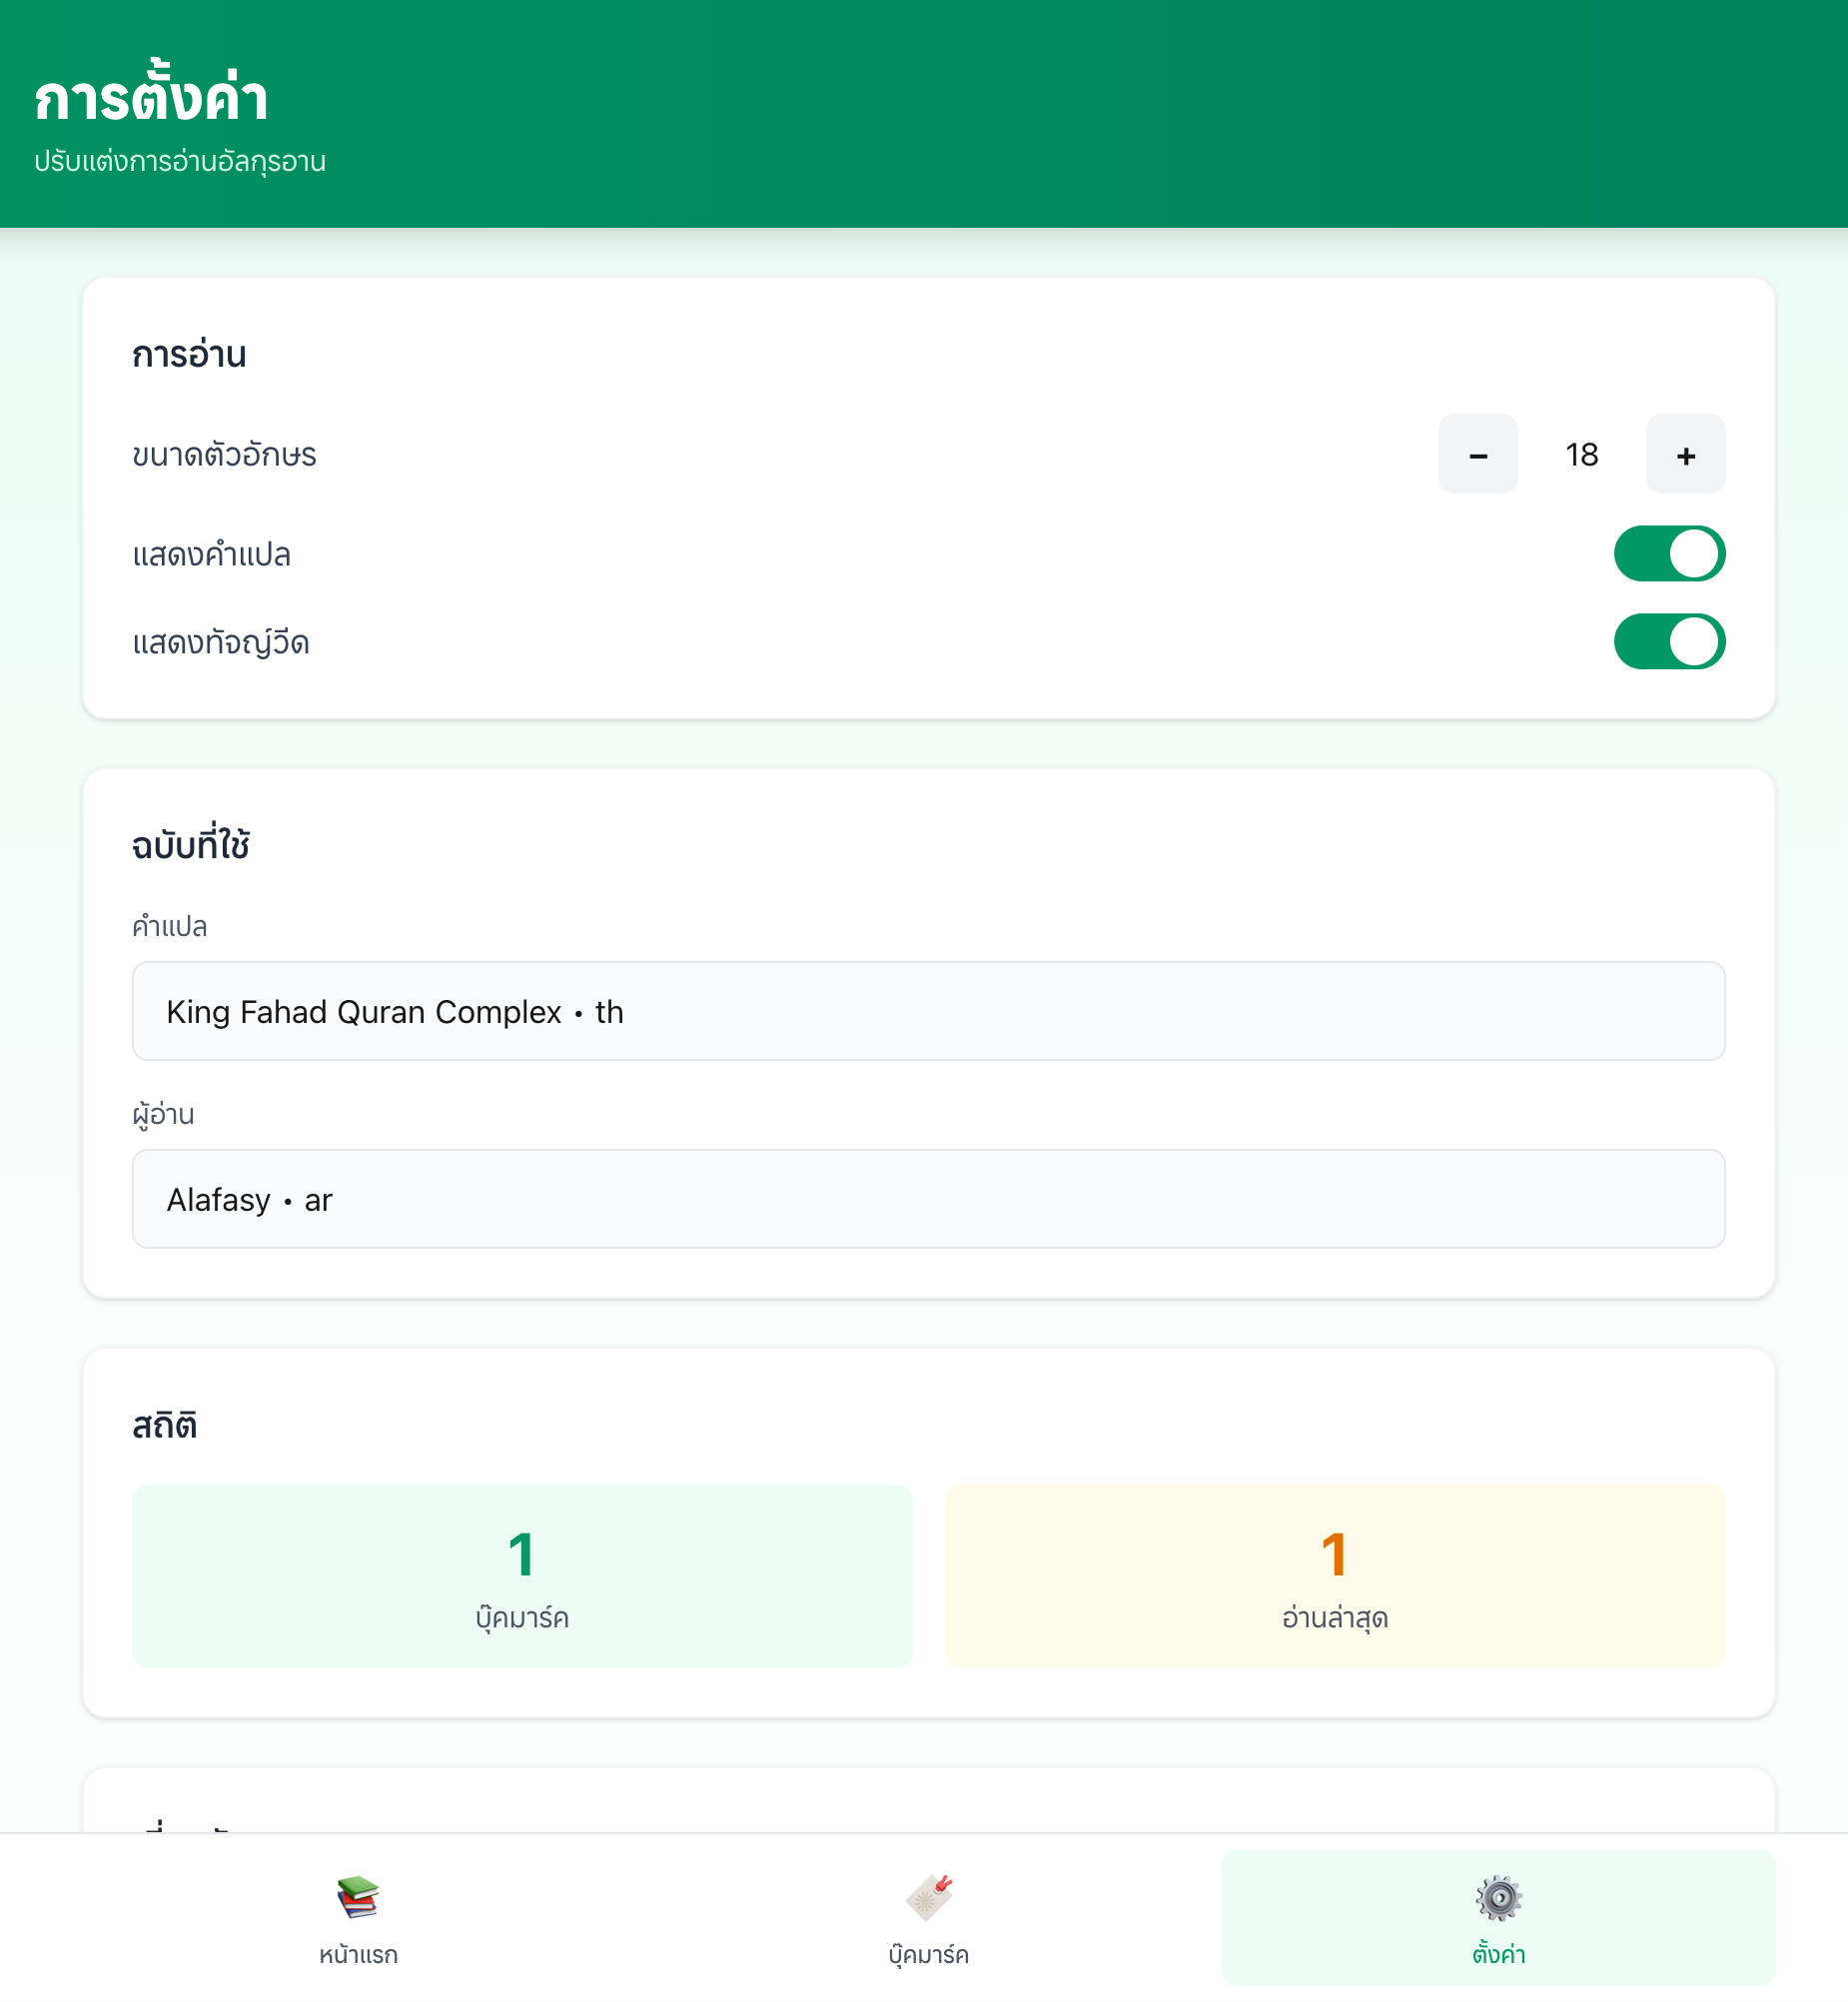 การตั้งค่า
ปรับแต่งการอ่านอัลกุรอาน
การอ่าน
ขนาดตัวอักษร − 18 +
แสดงคำแปล
แสดงทัจญ์วีด
ฉบับที่ใช้
คำแปล
King Fahad Quran Complex • th
ผู้อ่าน
Alafasy • ar
สถิติ
1 1
บุ๊คมาร์ค อ่านล่าสุด
หน้าแรก บุ๊คมาร์ค ตั้งค่า